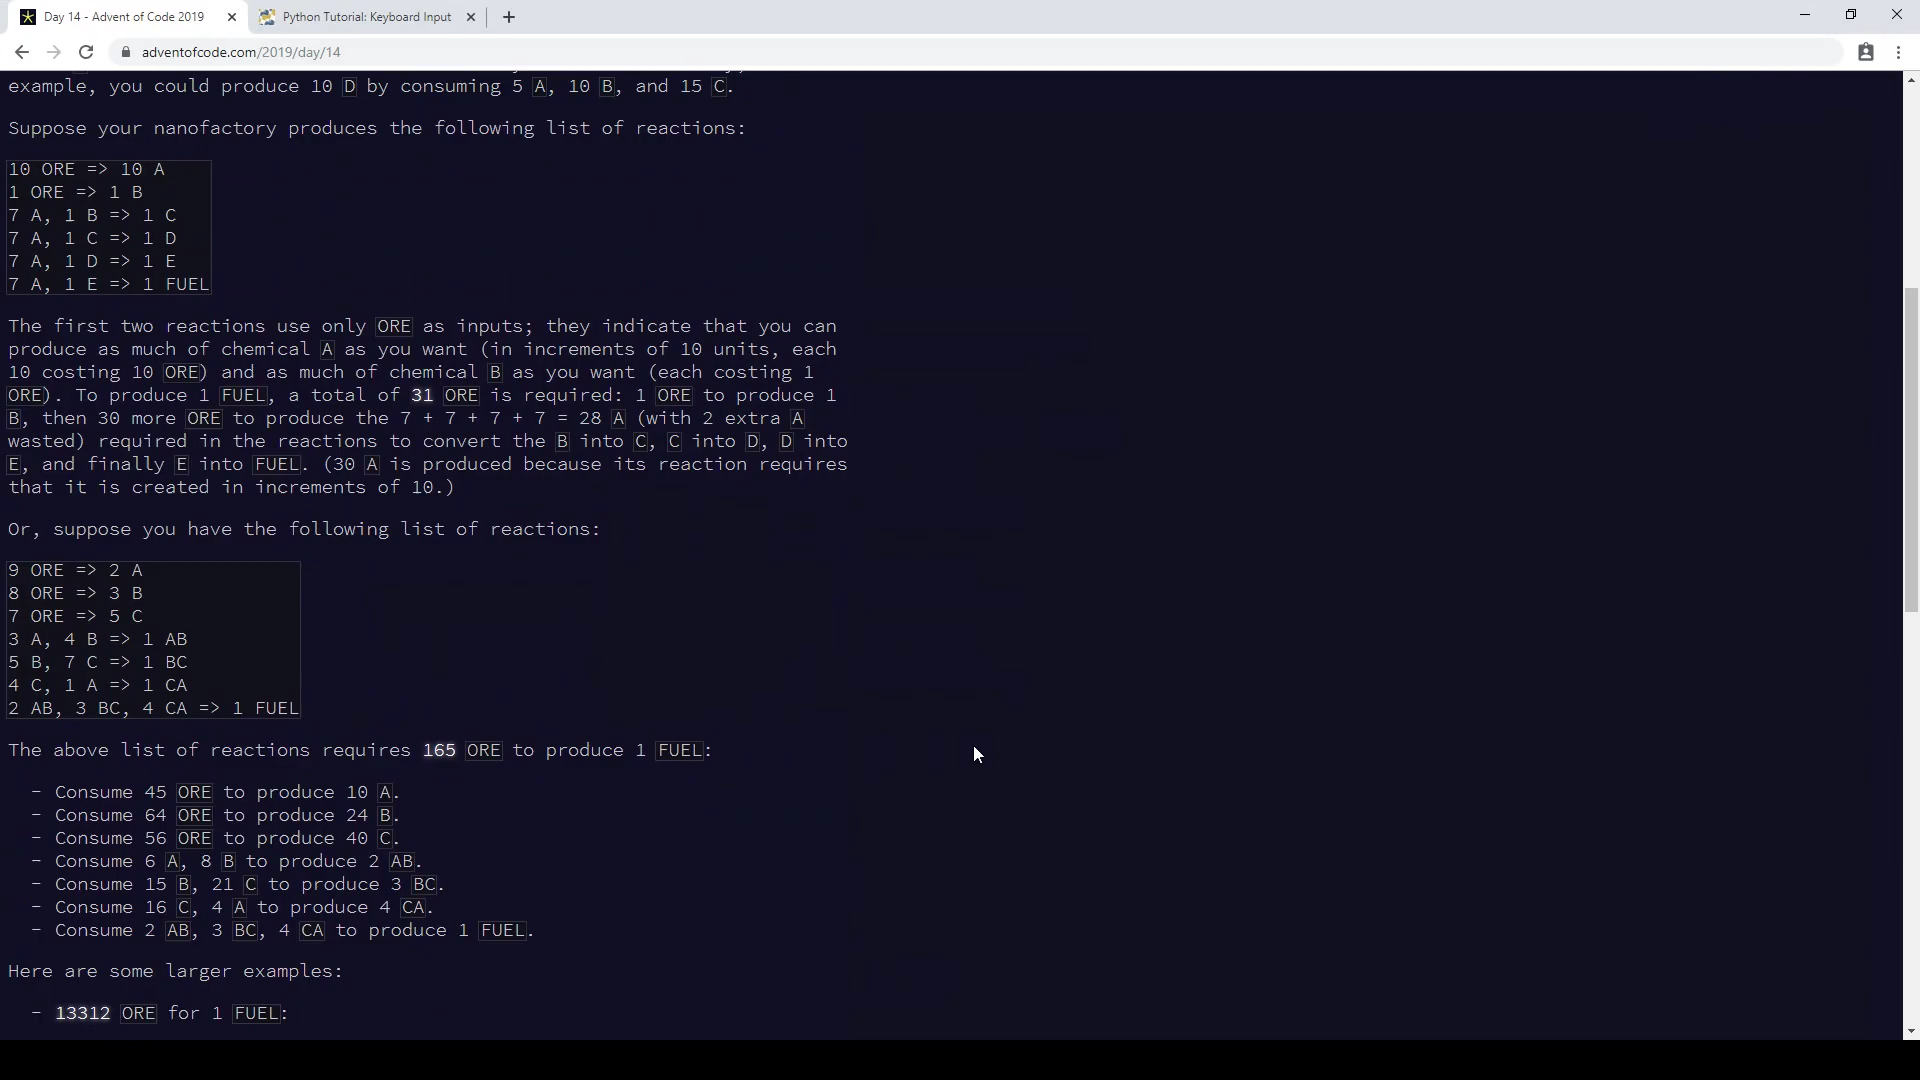 Day 14 - Advent of Code 2019
Python Tutorial: Keyboard Input
adventofcode.com/2019/day/14
example, you could produce 10 D by consuming 5 A, 10 B, and 15 C.
Suppose your nanofactory produces the following list of reactions:
10 ORE => 10 A
1 ORE => 1 B
7 A, 1 B => 1 C
7 A, 1 C => 1 D
7 A, 1 D => 1 E
7 A, 1 E => 1 FUEL
The first two reactions use only ORE as inputs; they indicate that you can
produce as much of chemical A as you want (in increments of 10 units, each
10 costing 10 ORE) and as much of chemical B as you want (each costing 1
ORE). To produce 1 FUEL, a total of 31 ORE is required: 1 ORE to produce 1
B, then 30 more ORE to produce the 7 + 7 + 7 + 7 = 28 A (with 2 extra A
wasted) required in the reactions to convert the B into C, C into D, D into
E, and finally E into FUEL. (30 A is produced because its reaction requires
that it is created in increments of 10.)
Or, suppose you have the following list of reactions:
9 ORE => 2 A
8 ORE => 3 B
7 ORE => 5 C
3 A, 4 B => 1 AB
5 B, 7 C => 1 BC
4 C, 1 A => 1 CA
2 AB, 3 BC, 4 CA => 1 FUEL
The above list of reactions requires 165 ORE to produce 1 FUEL:
- Consume 45 ORE to produce 10 A.
- Consume 64 ORE to produce 24 B.
- Consume 56 ORE to produce 40 C.
- Consume 6 A, 8 B to produce 2 AB.
- Consume 15 B, 21 C to produce 3 BC.
- Consume 16 C, 4 A to produce 4 CA.
- Consume 2 AB, 3 BC, 4 CA to produce 1 FUEL.
Here are some larger examples:
- 13312 ORE for 1 FUEL: